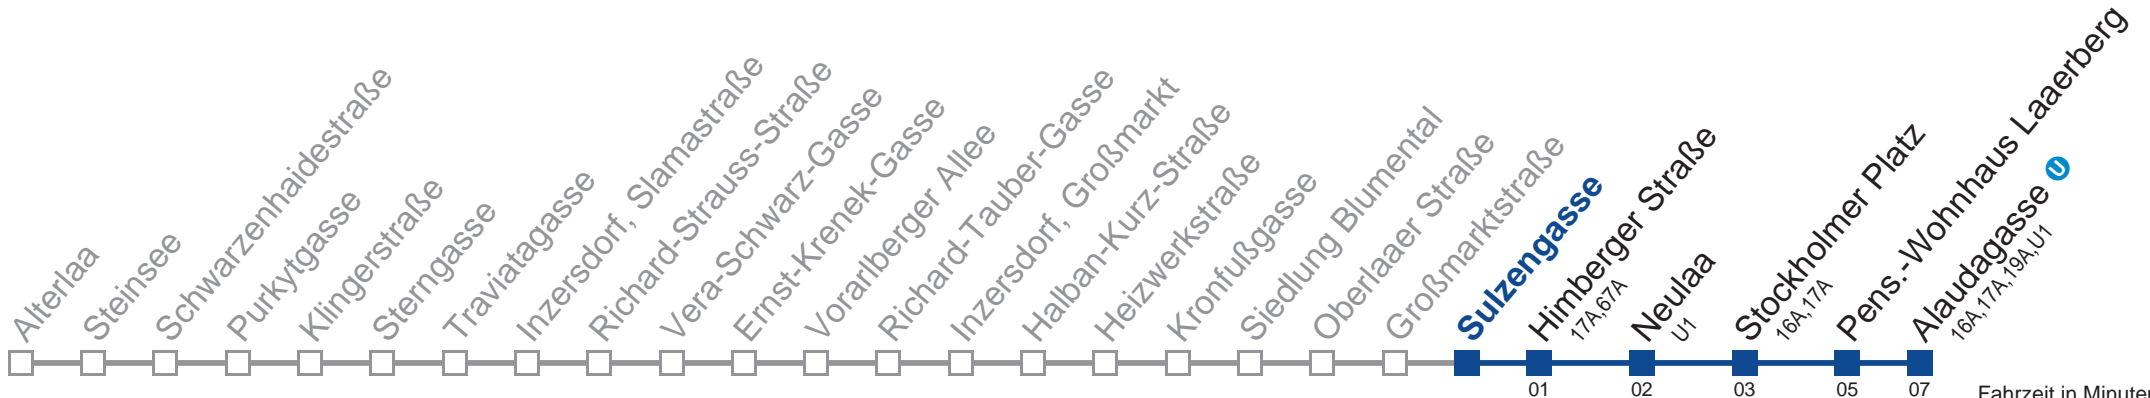 Alterlaa
Steinsee
Schwarzenhaidestraße
Purkytgasse
Klingerstraße
Sterngasse
Traviatagasse
Inzersdorf, Slamastraße
Richard-Strauss-Straße
Vera-Schwarz-Gasse
Ernst-Krenek-Gasse
Vorarlberger Allee
Richard-Tauber-Gasse
Inzersdorf, Großmarkt
Halban-Kurz-Straße
Heizwerkstraße
Kronfußgasse
Siedlung Blumental
Oberlaaer Straße
Großmarktstraße
Sulzengasse
Himberger Straße
17A,67A
Neulaa
U1
Stockholmer Platz
16A,17A
Pens.-Wohnhaus Laaerberg
Alaudagasse U
16A,17A,19A,U1
01 02 03 05 07
Fahrzeit in Minuten